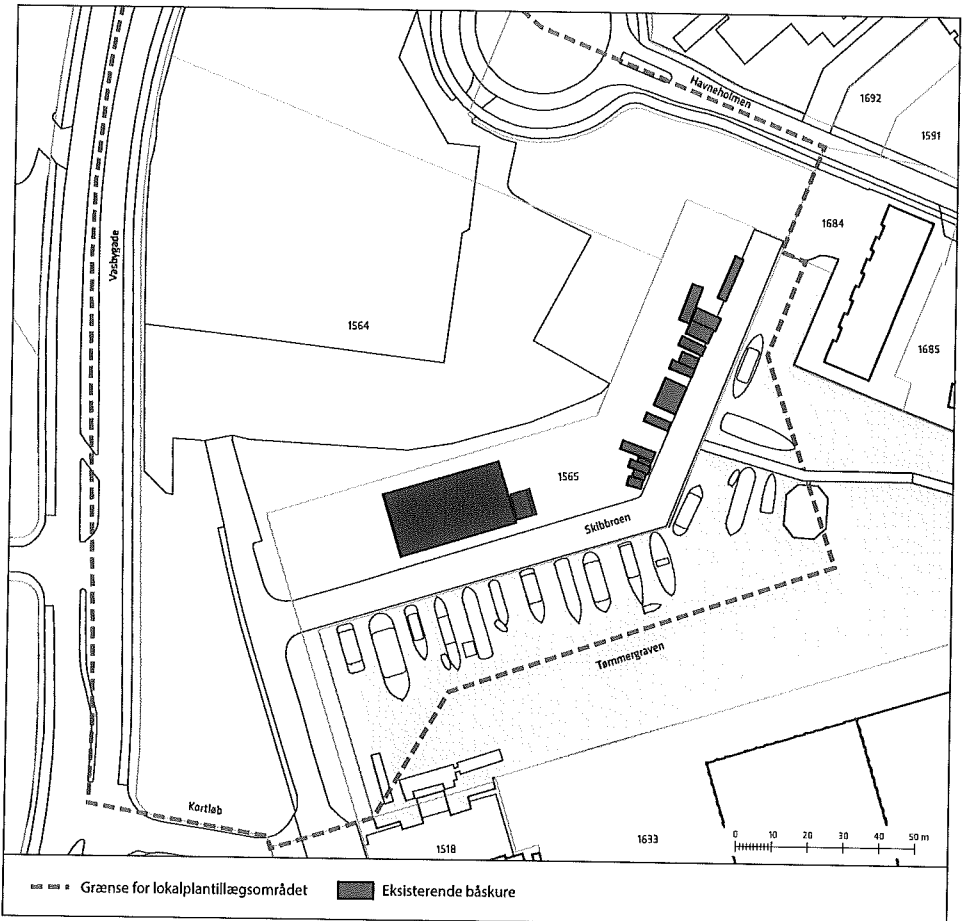 Havneholmen
1692
1591
Vasbygade
1684
1564
1685
1565
Skibbroen
Tømmergraven
Kortløb
1518
1633
0 10 20 30 40 50 m
Grænse for lokalplantillægsområdet
Eksisterende båskure